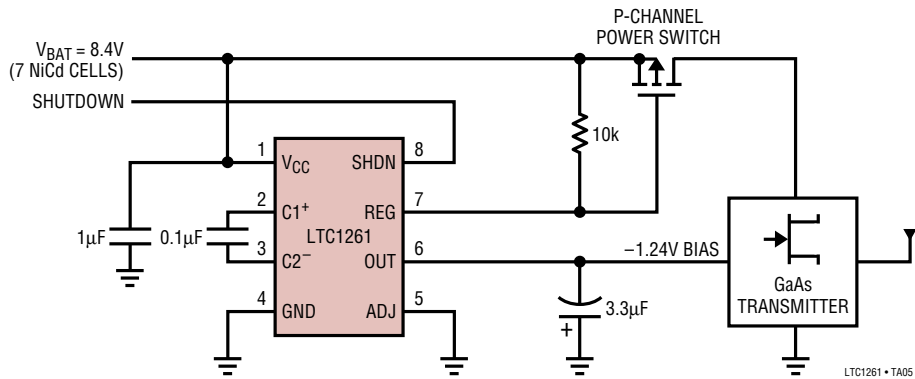 P-CHANNEL
POWER SWITCH
VBAT = 8.4V
(7 NiCd CELLS)
SHUTDOWN
10k
1
VCC
SHDN
8
2
C1+
REG
7
LTC1261
1µF
0.1µF
3
C2–
OUT
6
–1.24V BIAS
4
GND
ADJ
5
3.3µF
+
GaAs
TRANSMITTER
LTC1261 • TA05